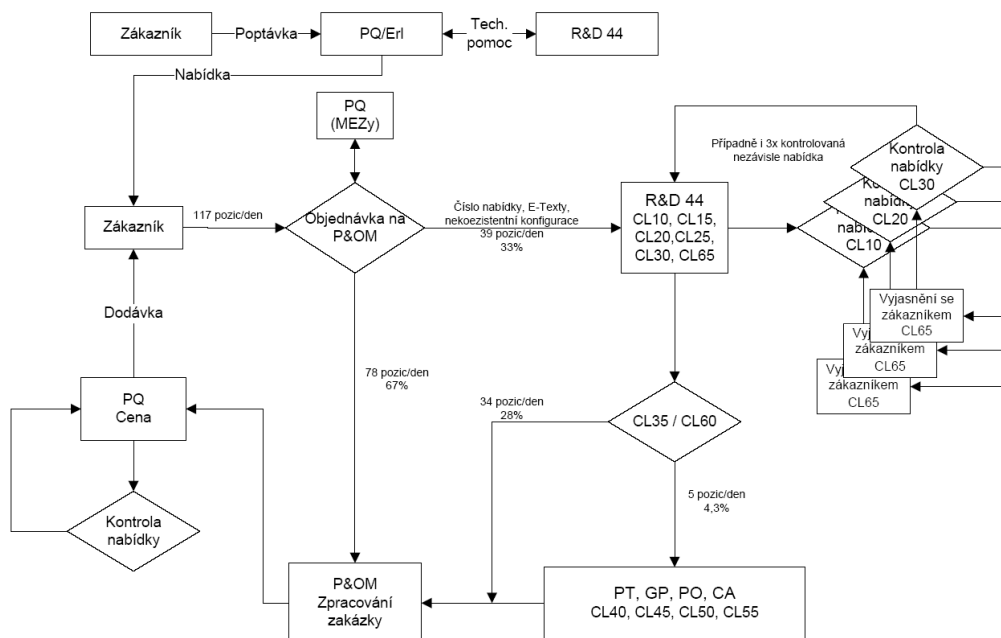 Zákazník
Poptávka
PQ/Erl
Tech.
pomoc
R&D 44
Nabídka
PQ
(MEZy)
Případně i 3x kontrolovaná
nezávisle nabídka
Kontrola
nabídky
CL30
CL20
CL10
Zákazník
117 pozic/den
Objednávka na
P&OM
Číslo nabídky, E-Texty,
nekoezistentní konfigurace
39 pozic/den
33%
R&D 44
CL10, CL15,
CL20,CL25,
CL30, CL65
Vyjasnění se
zákazníkem
CL65
zákazníkem
CL65
zákazníkem
CL65
Dodávka
78 pozic/den
67%
PQ
Cena
34 pozic/den
28%
CL35 / CL60
5 pozic/den
4,3%
Kontrola
nabídky
P&OM
Zpracování
zakázky
PT, GP, PO, CA
CL40, CL45, CL50, CL55